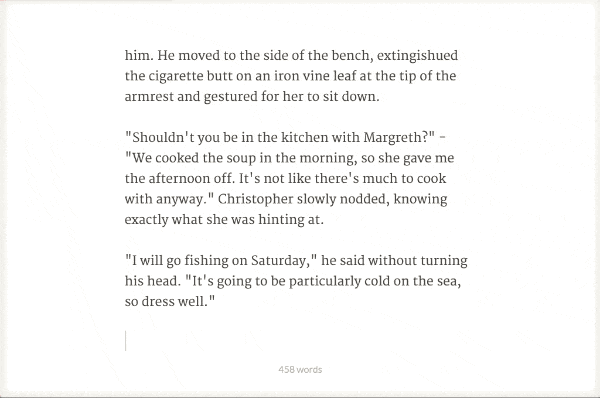 him. He moved to the side of the bench, extingishued
the cigarette butt on an iron vine leaf at the tip of the
armrest and gestured for her to sit down.
"Shouldn't you be in the kitchen with Margreth?" -
"We cooked the soup in the morning, so she gave me
the afternoon off. It's not like there's much to cook
with anyway." Christopher slowly nodded, knowing
exactly what she was hinting at.
"I will go fishing on Saturday," he said without turning
his head. "It's going to be particularly cold on the sea,
so dress well."
458 words